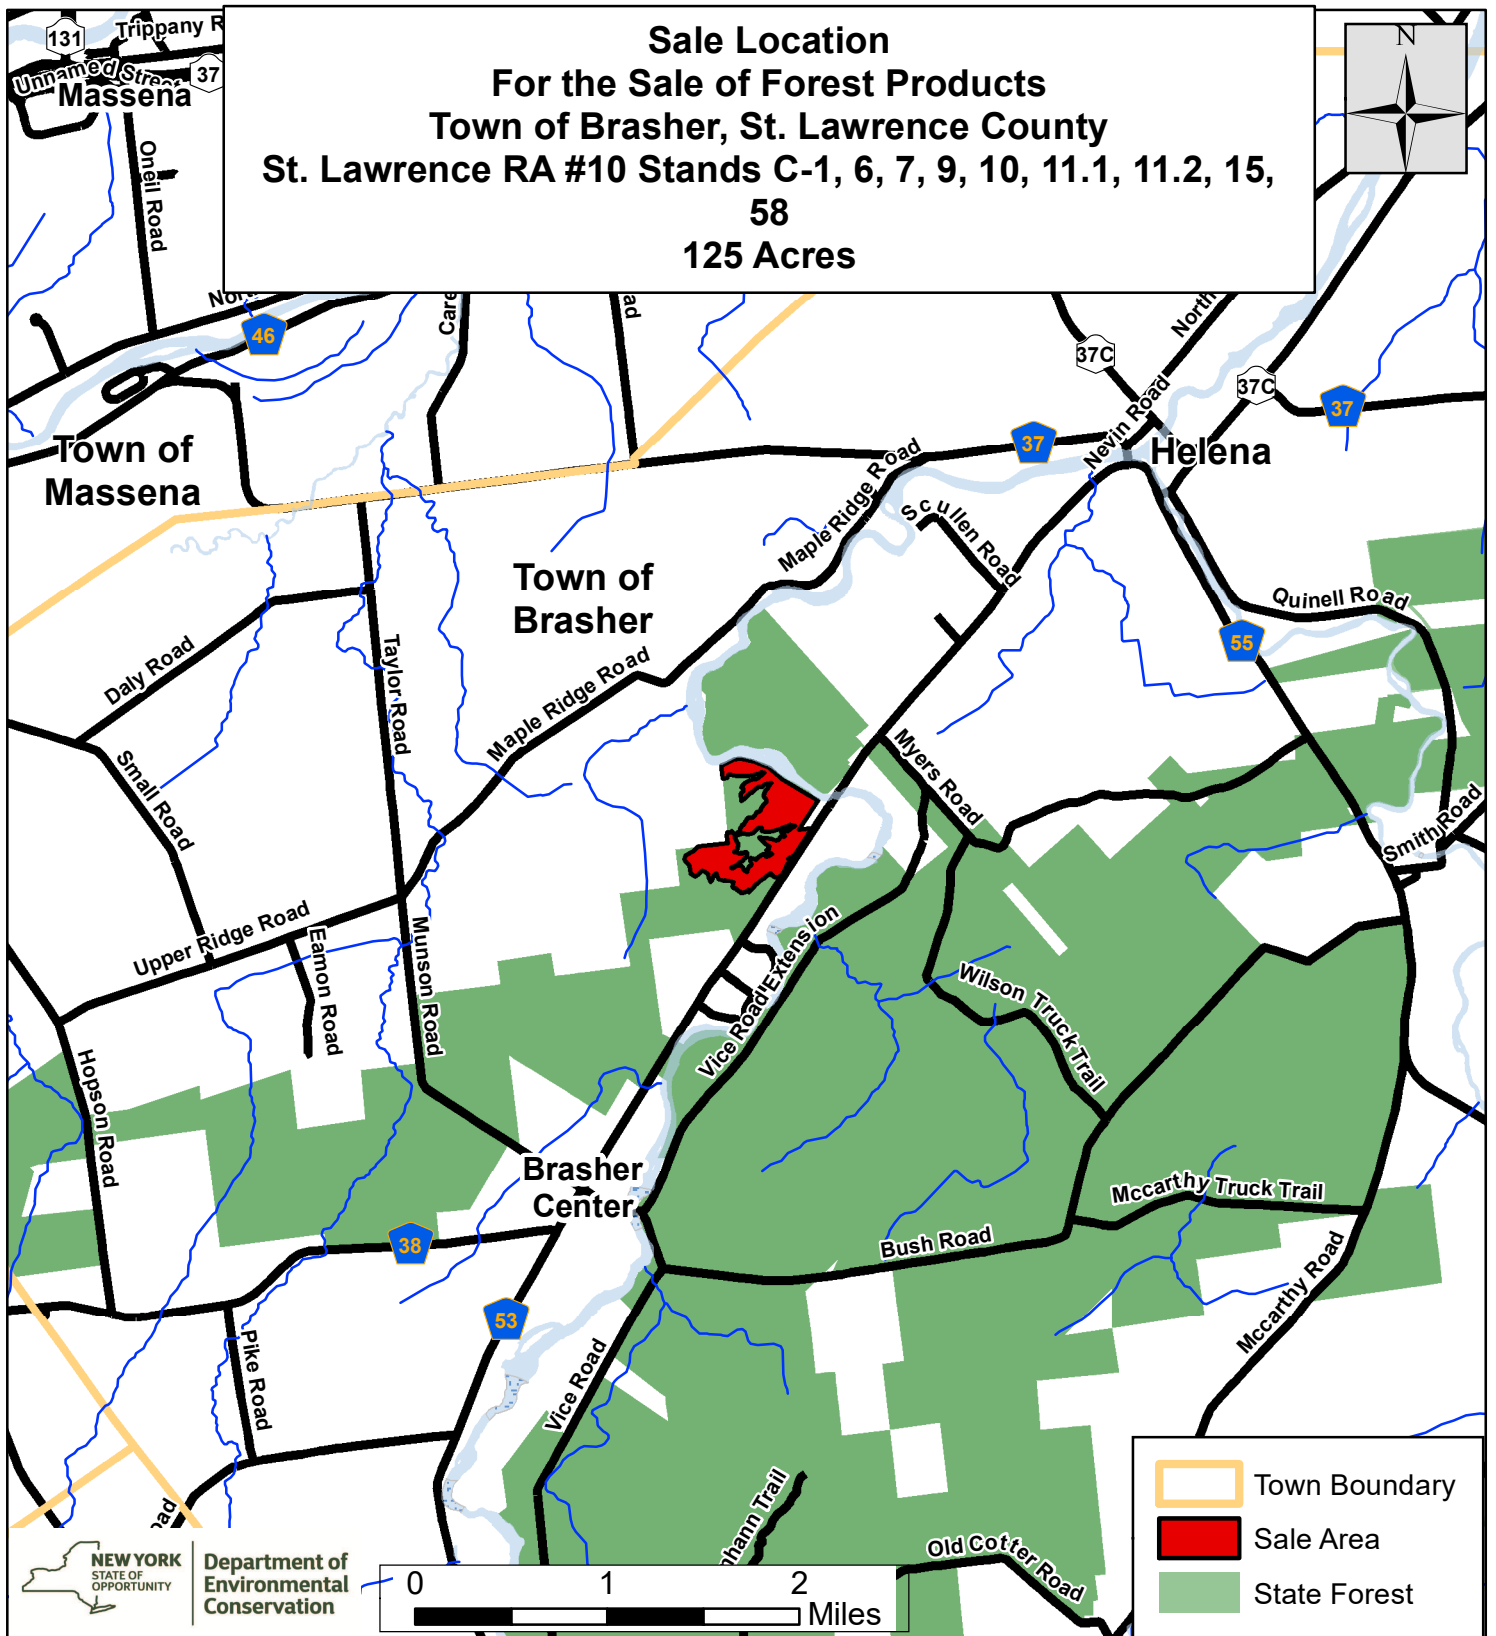 Sale Location
For the Sale of Forest Products
Town of Brasher, St. Lawrence County
St. Lawrence RA #10 Stands C-1, 6, 7, 9, 10, 11.1, 11.2, 15,
58
125 Acres
N
131
Trippany R
Unnamed Street
37
Massena
Oneil Road
46
Care
ad
37C
North
37C
37
37
Nevin Road
Helena
Town of
Massena
Maple Ridge Road
Scullen Road
Town of
Brasher
Quinell Road
55
Daly Road
Taylor Road
Maple Ridge Road
Small Road
Myers Road
Smith Road
Upper Ridge Road
Eamon Road
Munson Road
Vice Road Extension
Wilson Truck Trail
Hopson Road
Brasher
Center
Mccarthy Truck Trail
38
Bush Road
Mccarthy Road
53
Pike Road
Vice Road
oad
hann Trail
Old Cotter Road
Town Boundary
Sale Area
State Forest
NEW YORK
STATE OF
OPPORTUNITY
Department of
Environmental
Conservation
0 1 2
Miles